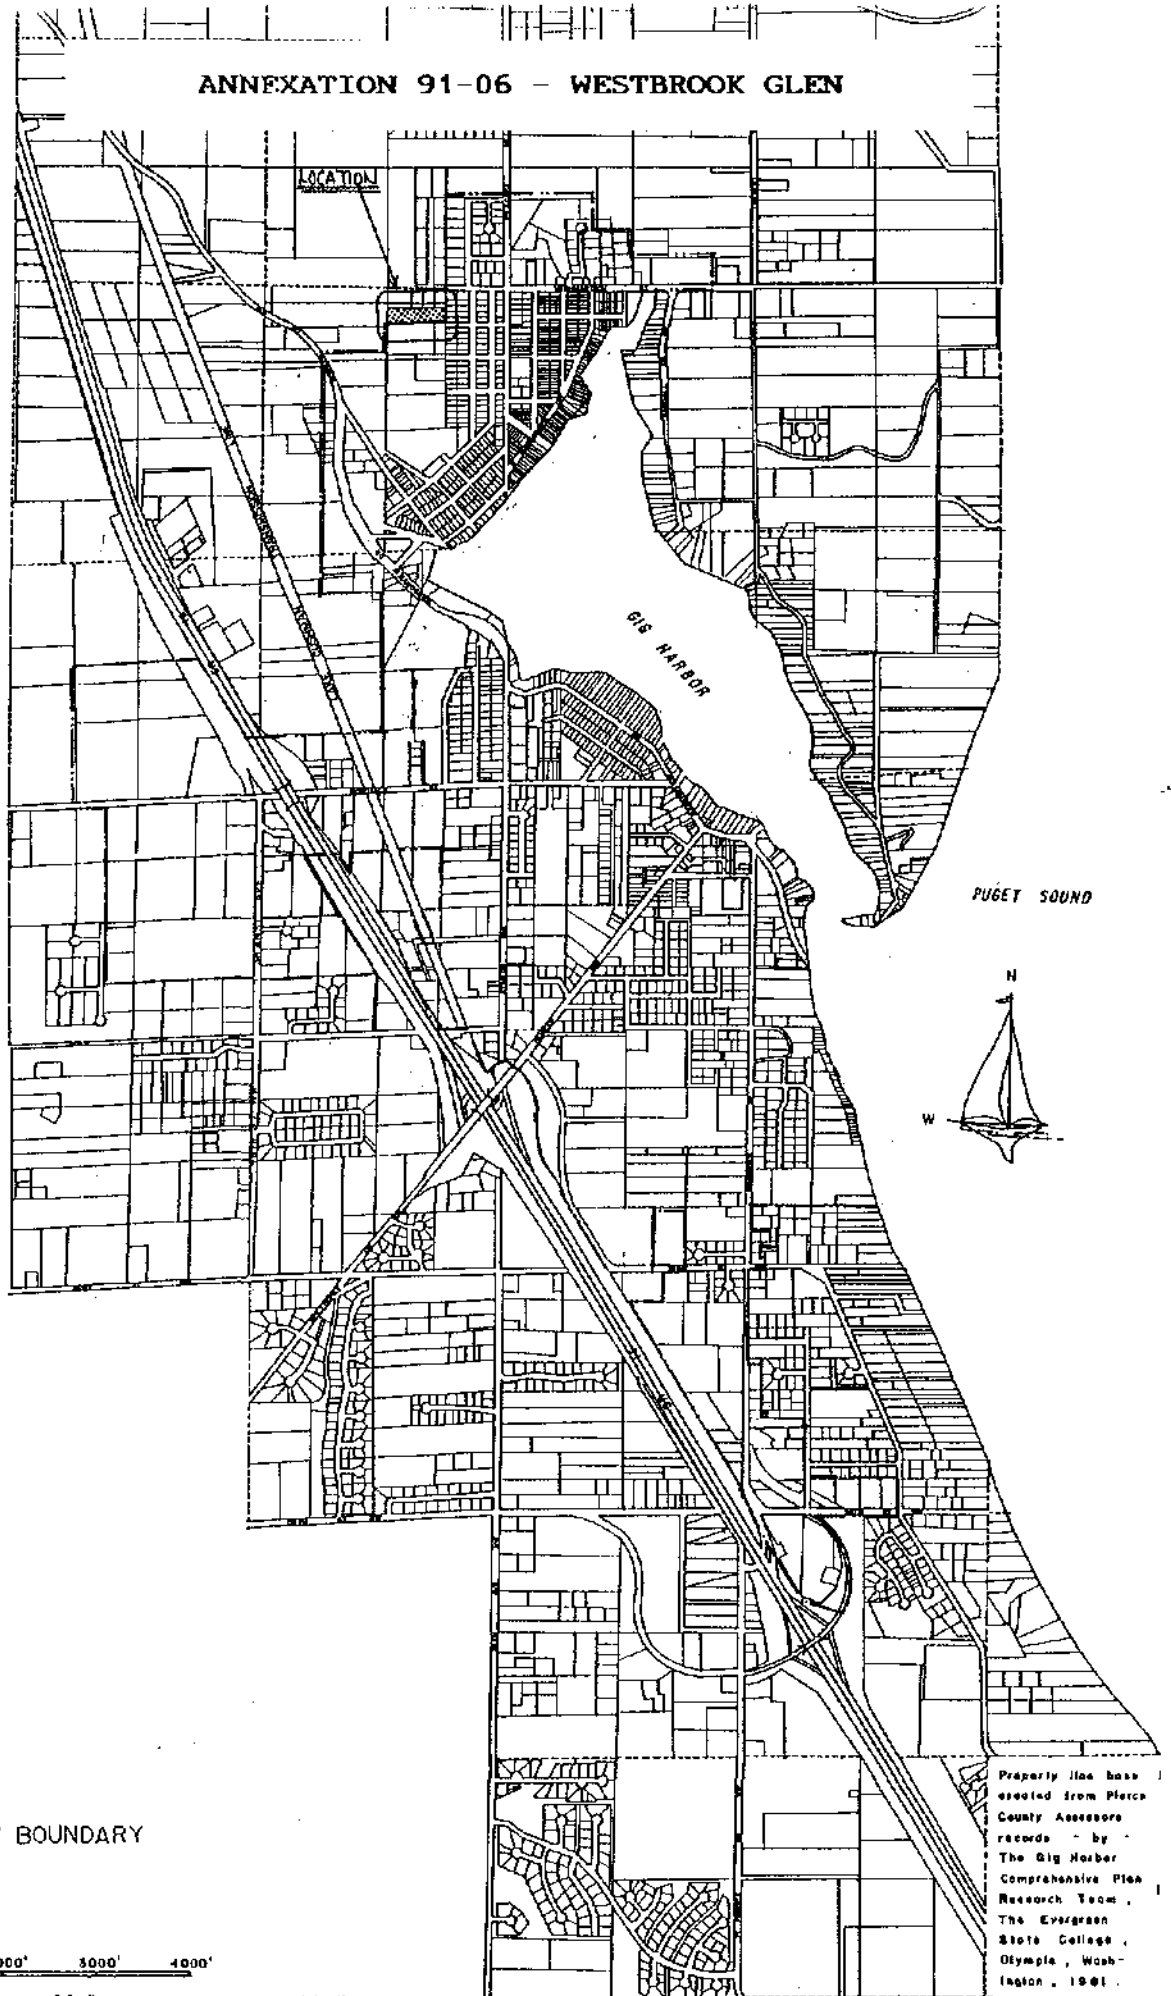 ANNEXATION 91-06 - WESTBROOK GLEN
LOCATION
GIG HARBOR
PUGET SOUND
N
W
BOUNDARY
3000' 4000'
Property line base
created from Pierce
County Assessors
records - by -
The Gig Harbor
Comprehensive Plan
Research Team,
The Evergreen
State College,
Olympia, Wash-
ington, 1981.